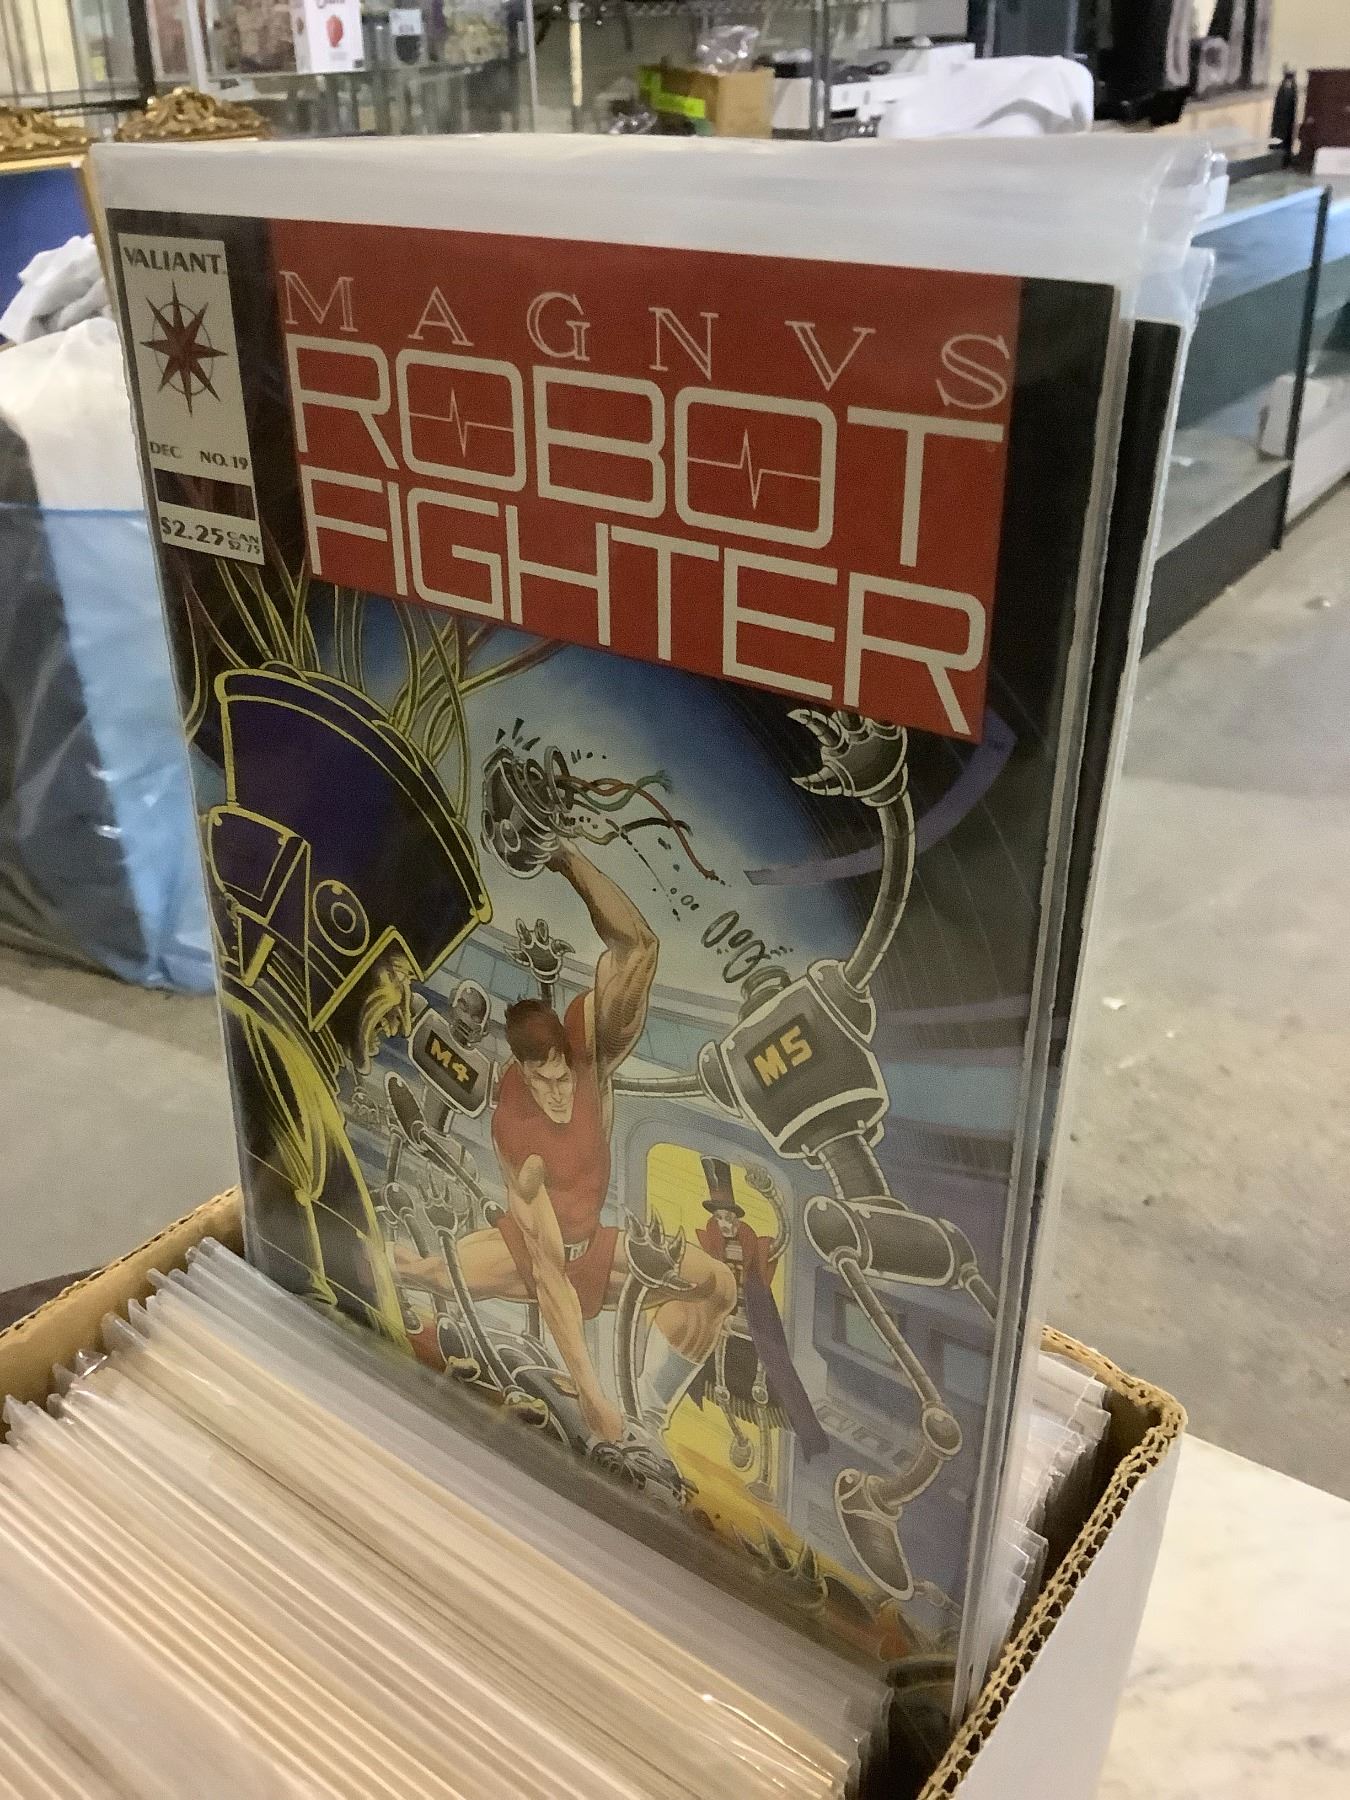 VALIANT
DEC NO. 19
$2.25 CAN $2.75
MAGNVS
ROBOT
FIGHTER
M4
M5